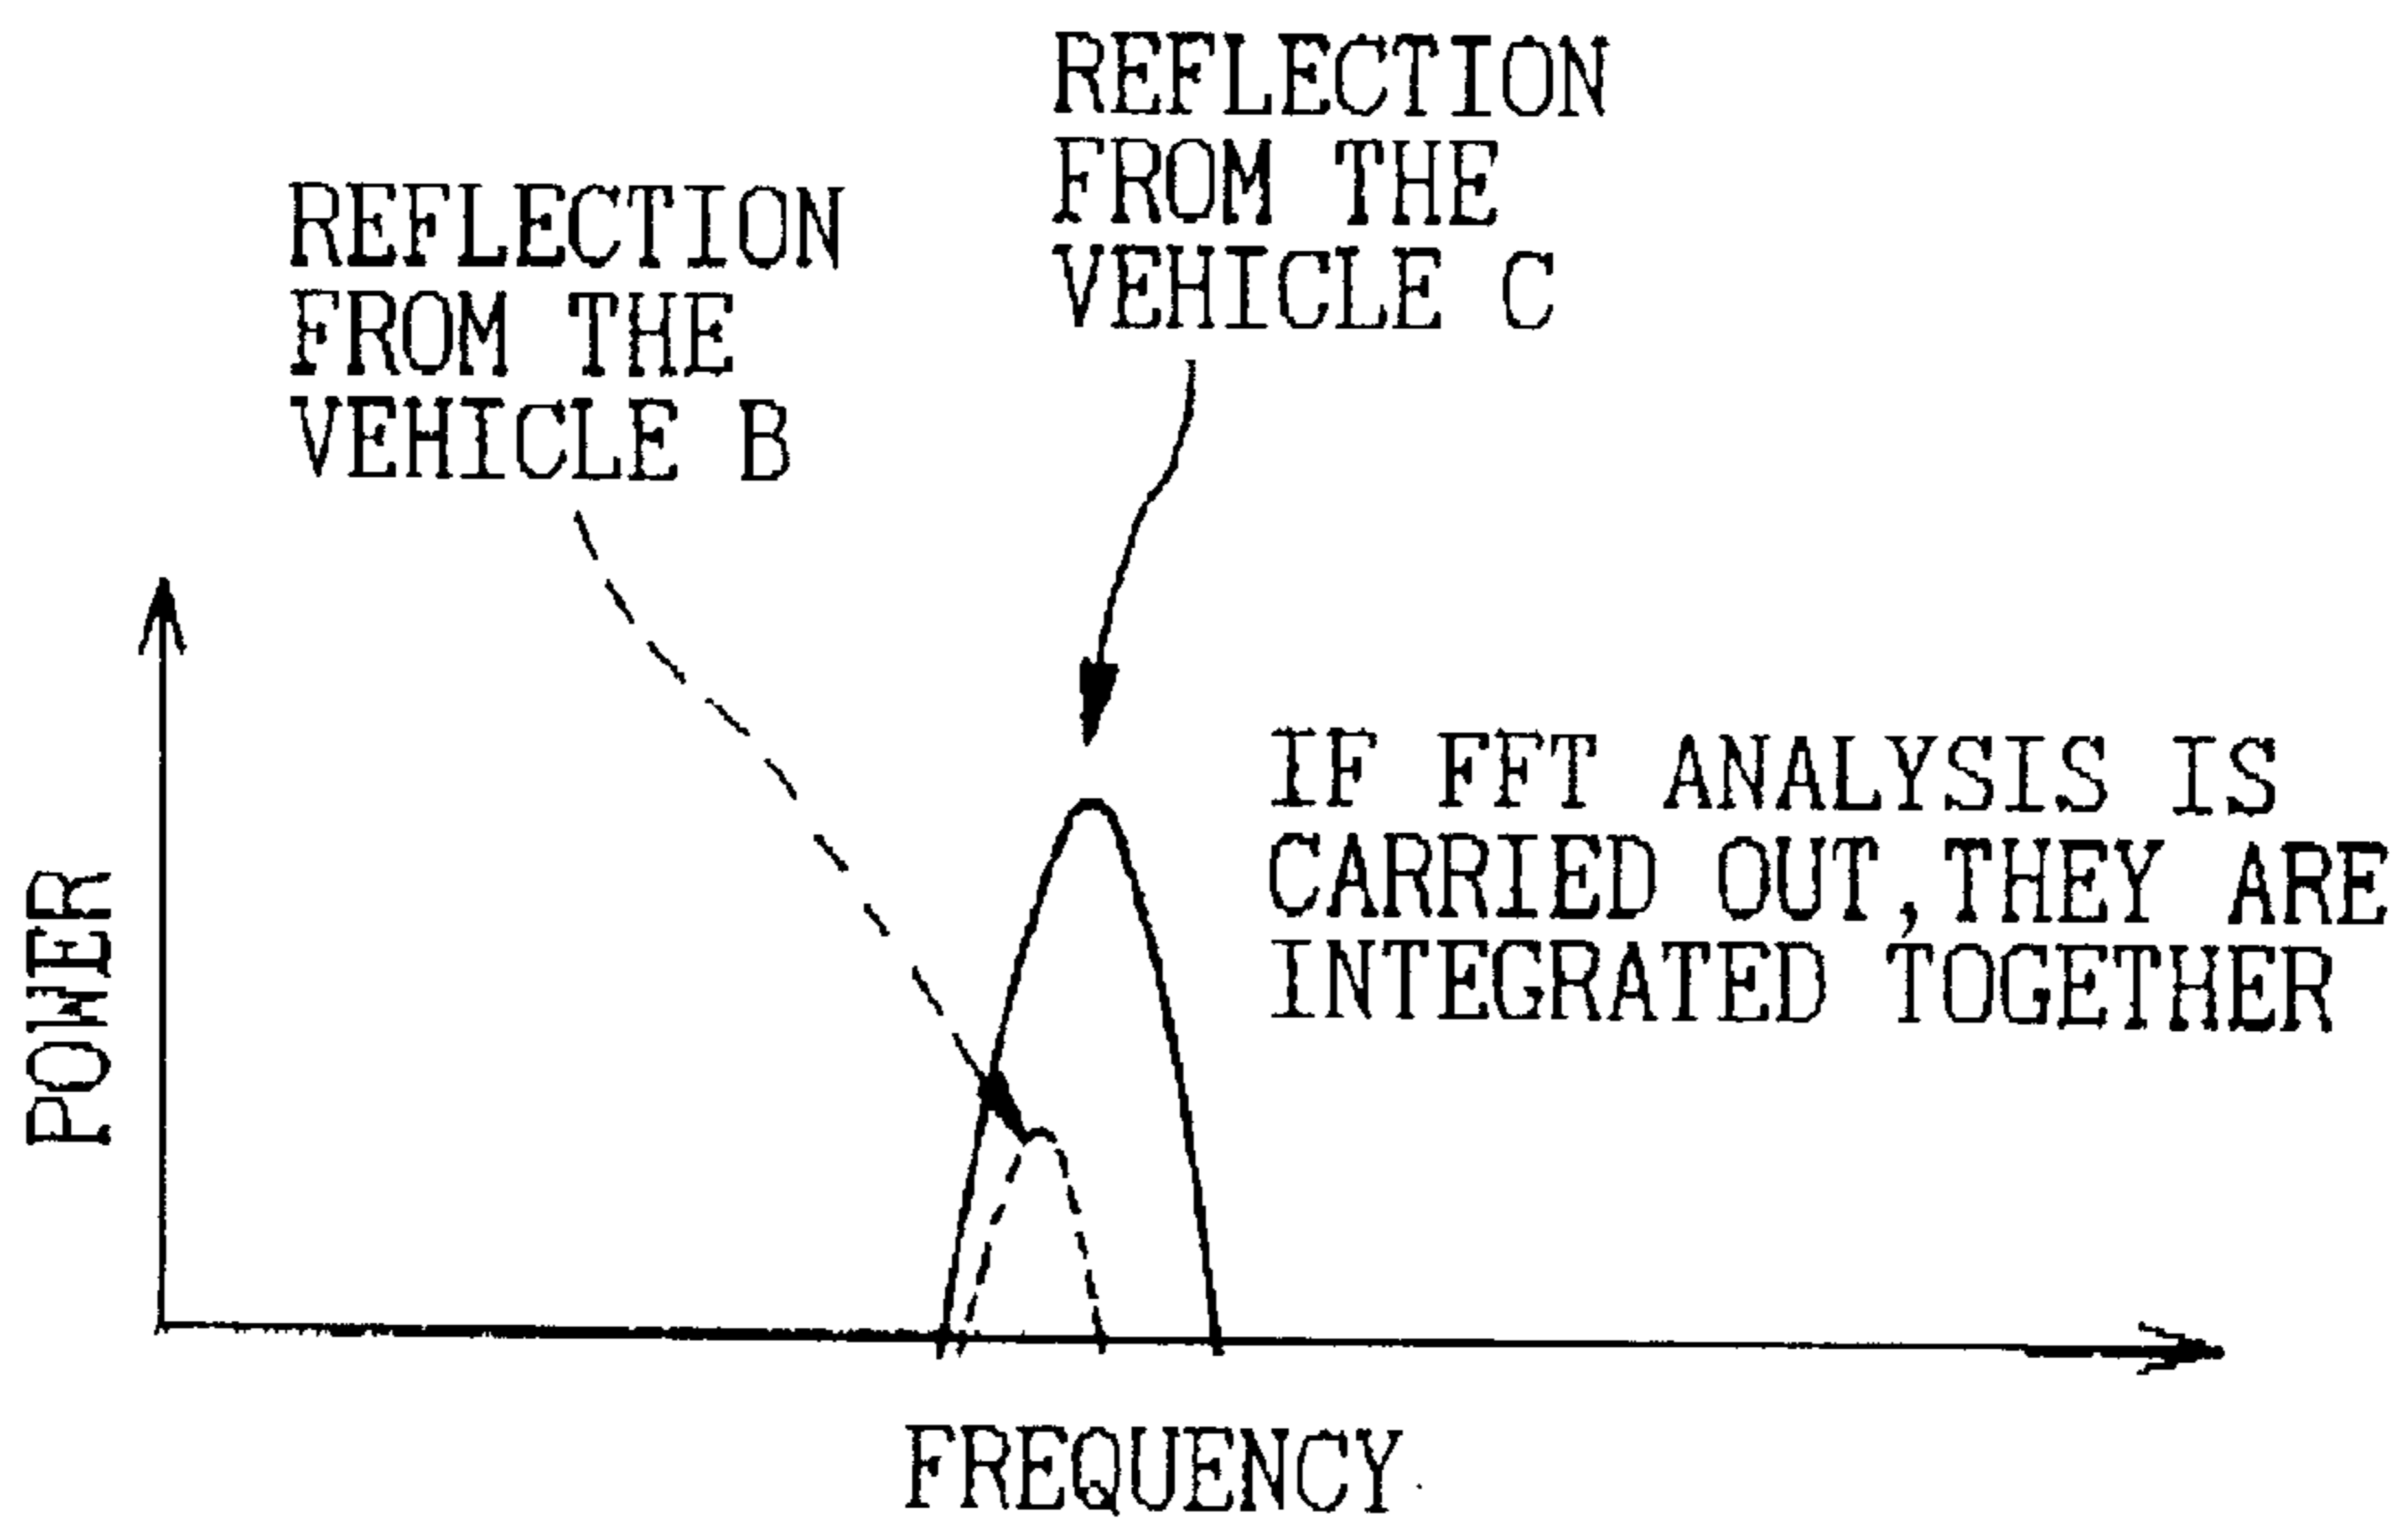 REFLECTION
FROM THE
VEHICLE C
REFLECTION
FROM THE
VEHICLE B
IF FFT ANALYSIS IS
CARRIED OUT,THEY ARE
INTEGRATED TOGETHER
POWER
FREQUENCY